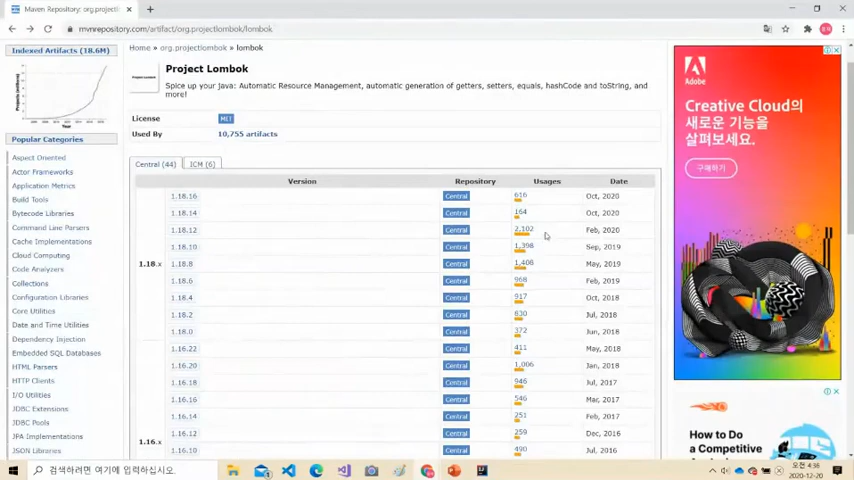 Maven Repository: org.projectl
mvnrepository.com/artifact/org.projectlombok/lombok
Indexed Artifacts (18.6M)
Projects (millions)
Year
Popular Categories
Aspect Oriented
Actor Frameworks
Application Metrics
Build Tools
Bytecode Libraries
Command Line Parsers
Cache Implementations
Cloud Computing
Code Analyzers
Collections
Configuration Libraries
Core Utilities
Date and Time Utilities
Dependency Injection
Embedded SQL Databases
HTML Parsers
HTTP Clients
I/O Utilities
JDBC Extensions
JDBC Pools
JPA Implementations
JSON Libraries
Home » org.projectlombok » lombok
Project Lombok
Project Lombok
Spice up your java: Automatic Resource Management, automatic generation of getters, setters, equals, hashCode and toString, and
more!
License MIT
Used By 10,755 artifacts
Central (44) ICM (6)
Version Repository Usages Date
1.18.x
1.18.16 Central 616 Oct, 2020
1.18.14 Central 164 Oct, 2020
1.18.12 Central 2,102 Feb, 2020
1.18.10 Central 1,398 Sep, 2019
1.18.8 Central 1,408 May, 2019
1.18.6 Central 968 Feb, 2019
1.18.4 Central 917 Oct, 2018
1.18.2 Central 630 Jul, 2018
1.18.0 Central 372 Jun, 2018
1.16.x
1.16.22 Central 411 May, 2018
1.16.20 Central 1,006 Jan, 2018
1.16.18 Central 946 Jul, 2017
1.16.16 Central 546 Mar, 2017
1.16.14 Central 251 Feb, 2017
1.16.12 Central 259 Dec, 2016
1.16.10 Central 490 Jul, 2016
Adobe
Creative Cloud의
새로운 기능을
살펴보세요.
구매하기
How to Do
a Competitive
검색하려면 여기에 입력하십시오.
오전 4:36
2020-12-20